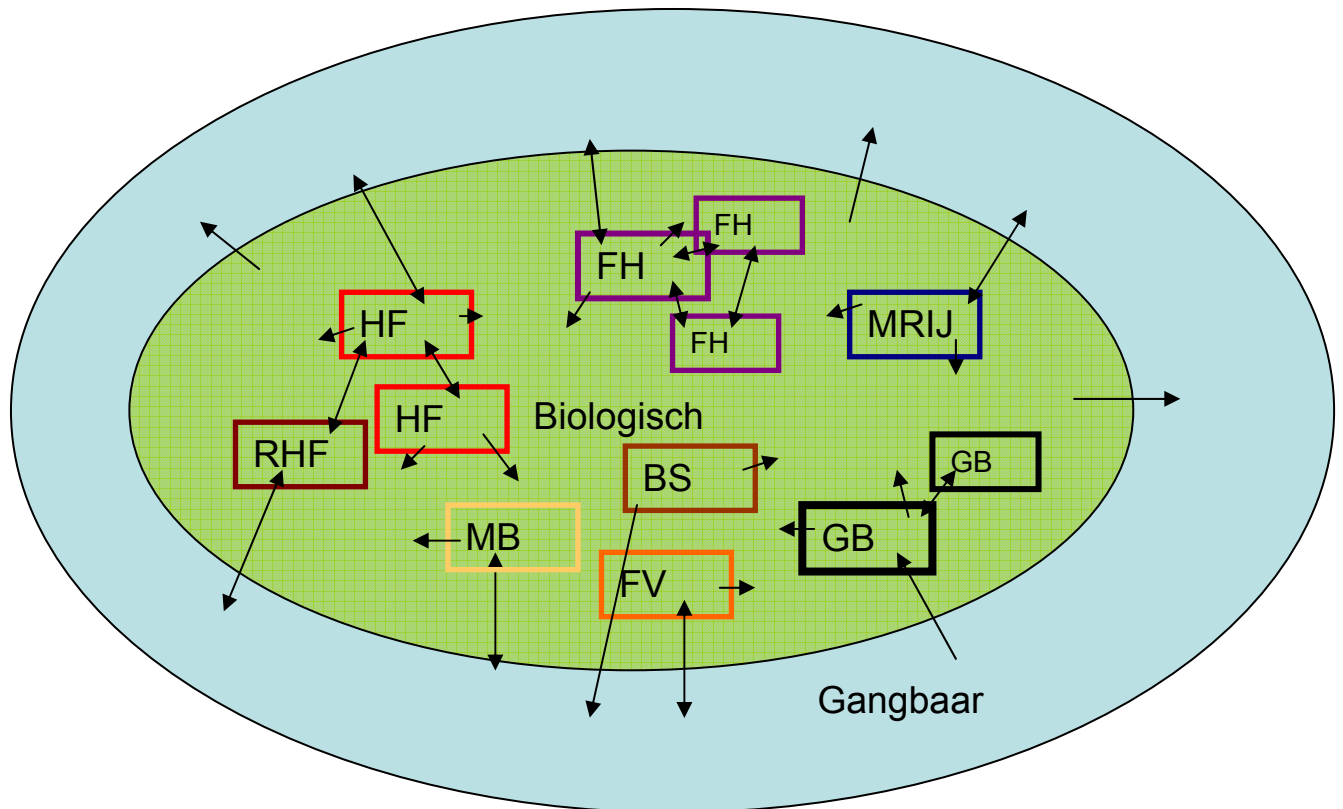 FH
FH
HF
MRIJ
FH
HF
Biologisch
RHF
GB
BS
MB
GB
FV
Gangbaar